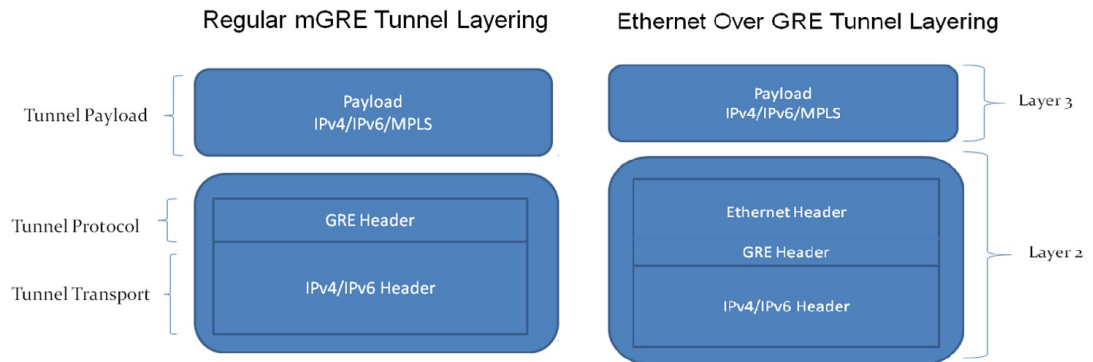 Regular mGRE Tunnel Layering
Ethernet Over GRE Tunnel Layering
Tunnel Payload
Payload
IPv4/IPv6/MPLS
Payload
IPv4/IPv6/MPLS
Layer 3
Tunnel Protocol
GRE Header
Tunnel Transport
IPv4/IPv6 Header
Ethernet Header
GRE Header
IPv4/IPv6 Header
Layer 2